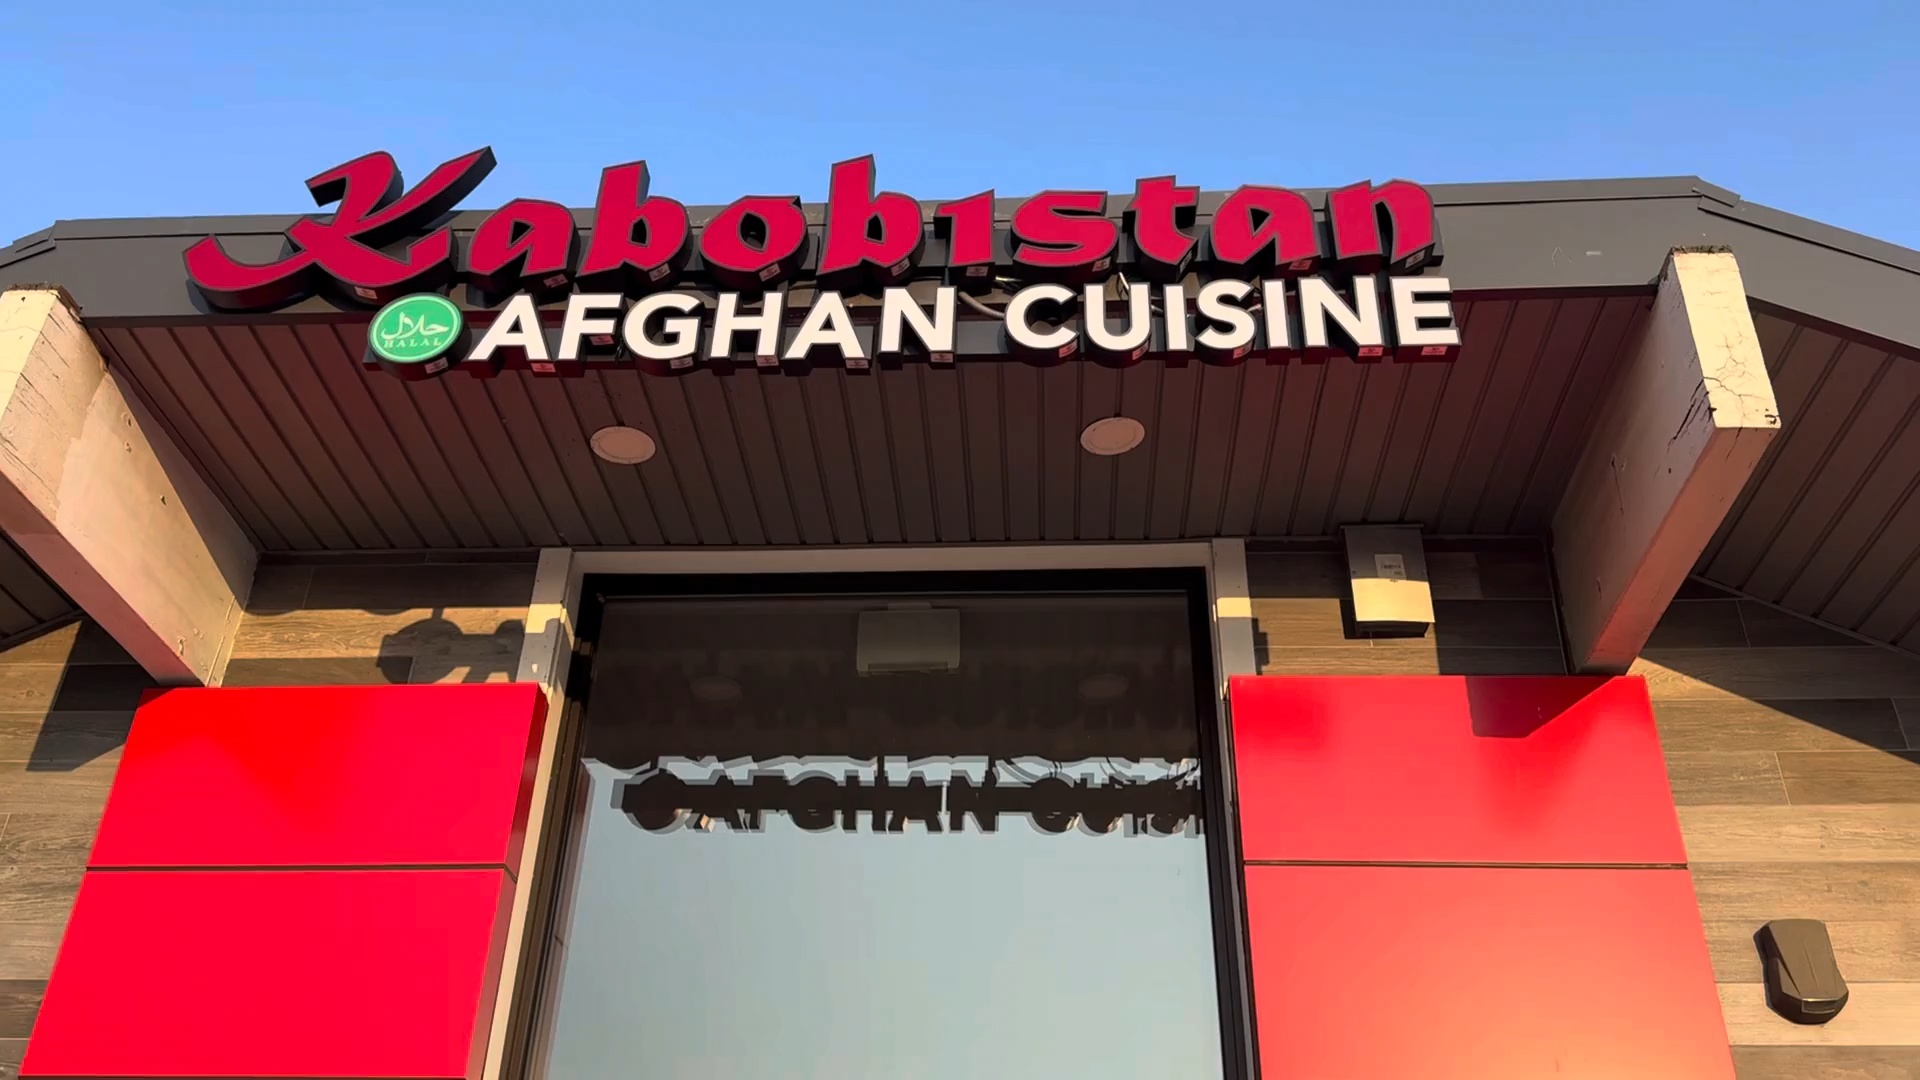 Kabobistan
حلال
HALAL
AFGHAN CUISINE